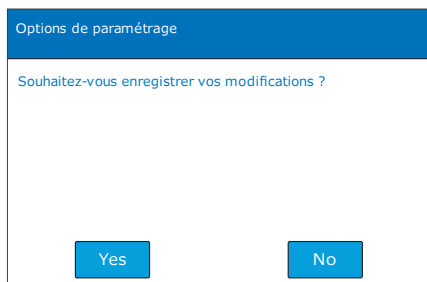 Options de paramétrage
Souhaitez-vous enregistrer vos modifications ?
Yes
No